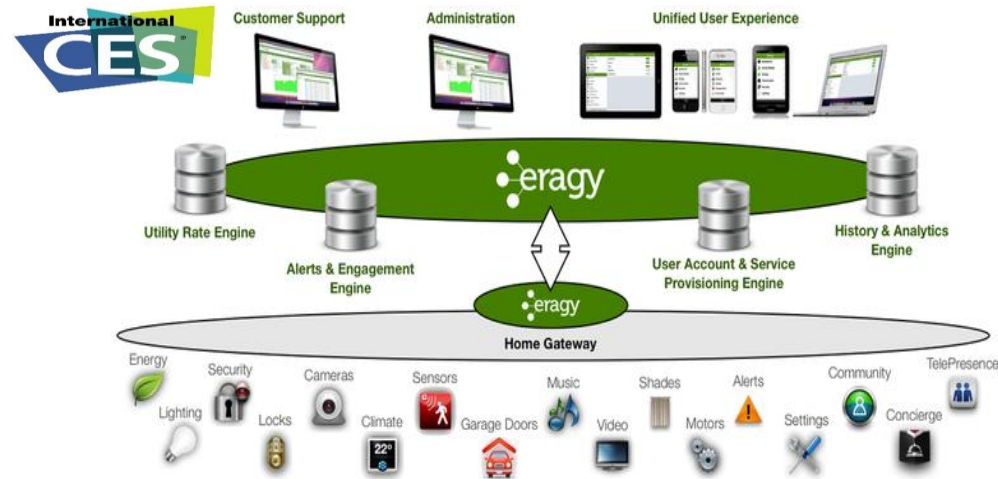 International
CES
Customer Support
Administration
Unified User Experience
eragy
Utility Rate Engine
Alerts & Engagement
Engine
User Account & Service
Provisioning Engine
History & Analytics
Engine
eragy
Home Gateway
Energy
Lighting
Security
Locks
Cameras
Climate
22°
Sensors
Garage Doors
Music
Video
Shades
Motors
Alerts
Settings
Community
Concierge
TelePresence